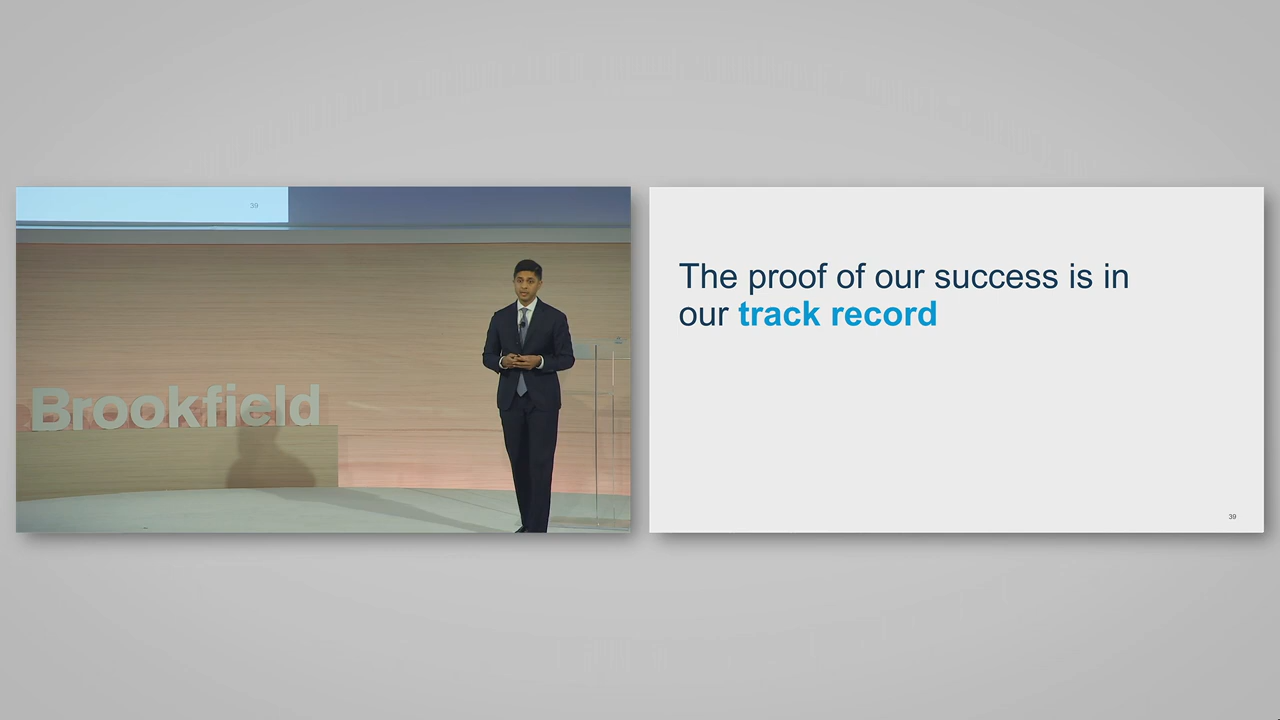 39
Brookfield
The proof of our success is in
our track record
39